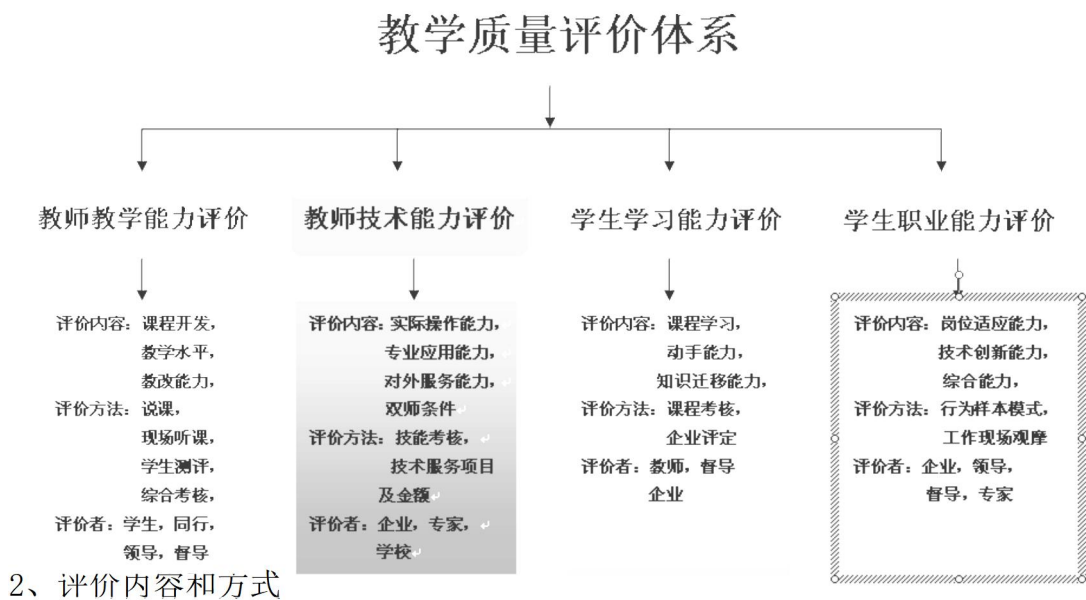 教学质量评价体系
教师教学能力评价
评价内容：课程开发，
教学水平，
教改能力，
评价方法：说课，
现场听课，
学生测评，
综合考核，
评价者：学生，同行，
领导，督导
教师技术能力评价
评价内容：实际操作能力，
专业应用能力，
对外服务能力，
双师条件
评价方法：技能考核，
技术服务项目
及金额
评价者：企业，专家，
学校
学生学习能力评价
评价内容：课程学习，
动手能力，
知识迁移能力，
评价方法：课程考核，
企业评定
评价者：教师，督导
企业
学生职业能力评价
评价内容：岗位适应能力，
技术创新能力，
综合能力，
评价方法：行为样本模式，
工作现场观摩
评价者：企业，领导，
督导，专家
2、评价内容和方式